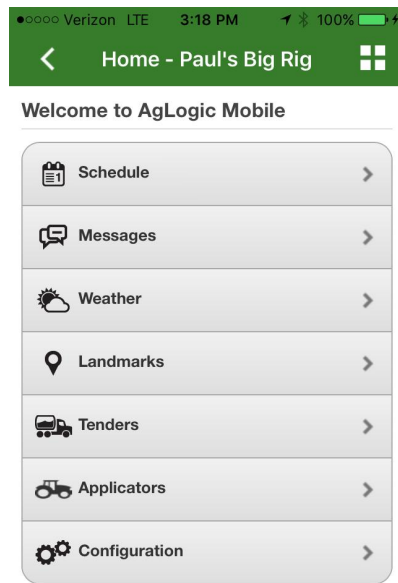 Verizon LTE 3:18 PM 100%
Home - Paul's Big Rig
Welcome to AgLogic Mobile
Schedule
Messages
Weather
Landmarks
Tenders
Applicators
Configuration